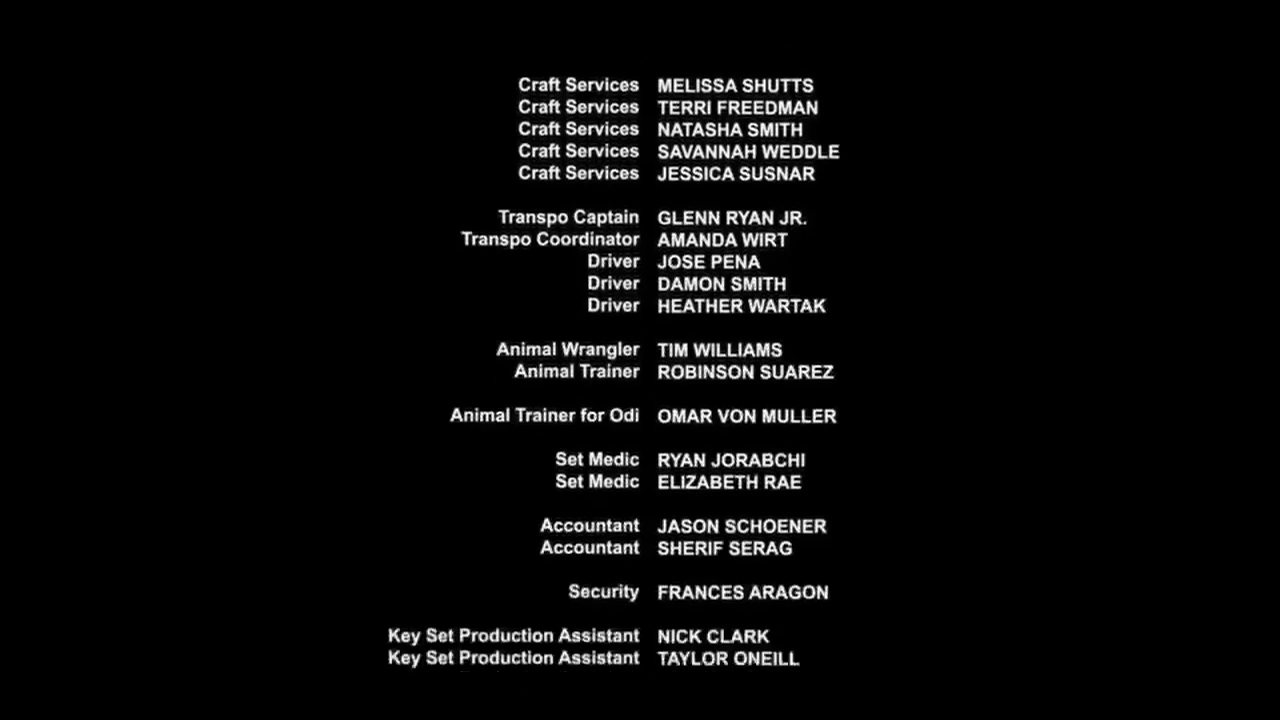 Craft Services MELISSA SHUTTS
Craft Services TERRI FREEDMAN
Craft Services NATASHA SMITH
Craft Services SAVANNAH WEDDLE
Craft Services JESSICA SUSNAR
Transpo Captain GLENN RYAN JR.
Transpo Coordinator AMANDA WIRT
Driver JOSE PENA
Driver DAMON SMITH
Driver HEATHER WARTAK
Animal Wrangler TIM WILLIAMS
Animal Trainer ROBINSON SUAREZ
Animal Trainer for Odi OMAR VON MULLER
Set Medic RYAN JORABCHI
Set Medic ELIZABETH RAE
Accountant JASON SCHOENER
Accountant SHERIF SERAG
Security FRANCES ARAGON
Key Set Production Assistant NICK CLARK
Key Set Production Assistant TAYLOR ONEILL